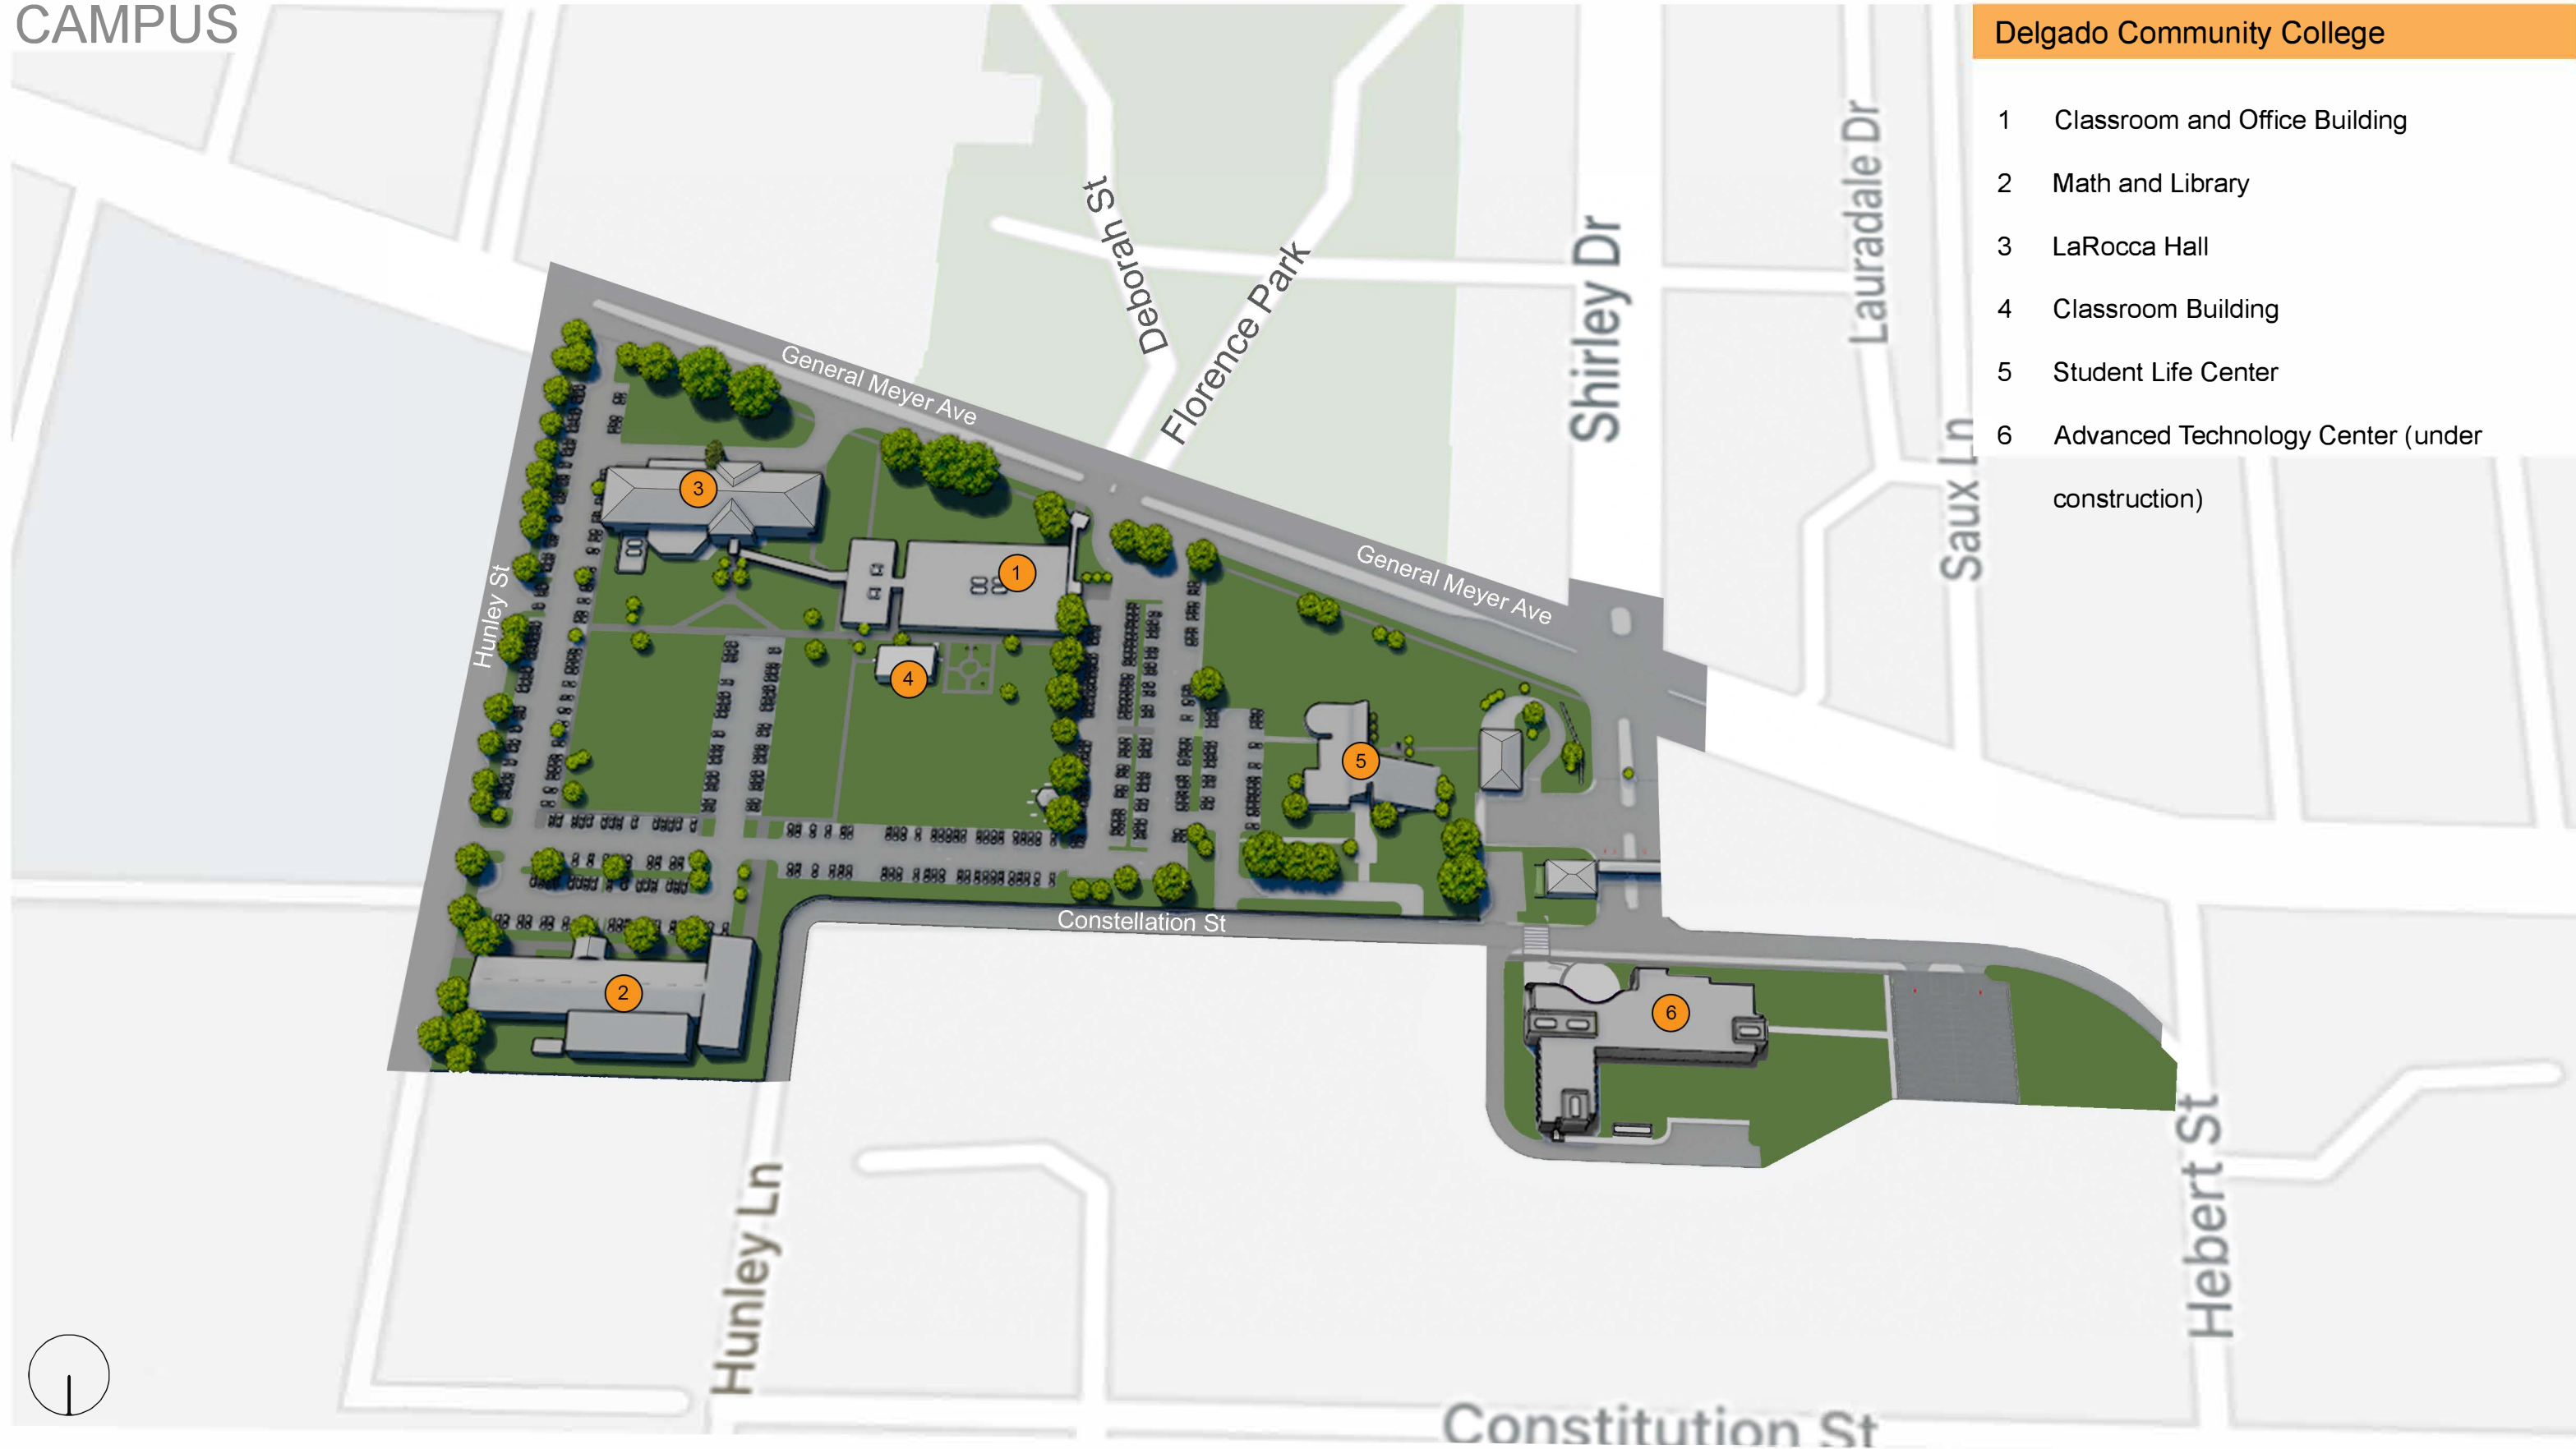 CAMPUS
Delgado Community College
1 Classroom and Office Building
2 Math and Library
3 LaRocca Hall
4 Classroom Building
5 Student Life Center
6 Advanced Technology Center (under
construction)
Deborah St
Florence Park
Shirley Dr
Lauradale Dr
Saux Ln
General Meyer Ave
General Meyer Ave
Hunley St
3
1
4
5
Constellation St
2
6
Hunley Ln
Hebert St
Constitution St